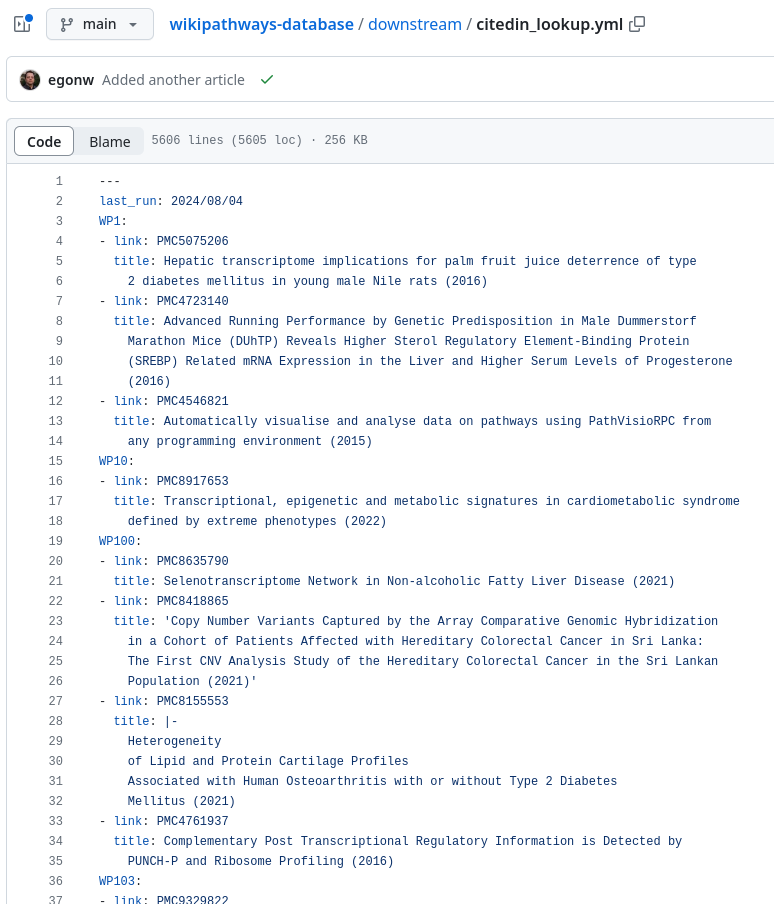 main
wikipathways-database / downstream / citedin_lookup.yml
egonw Added another article
Code Blame 5606 lines (5605 loc) · 256 KB
1 ---
2 last_run: 2024/08/04
3 WP1:
4 - link: PMC5075206
5 title: Hepatic transcriptome implications for palm fruit juice deterrence of type
6 2 diabetes mellitus in young male Nile rats (2016)
7 - link: PMC4723140
8 title: Advanced Running Performance by Genetic Predisposition in Male Dummerstorf
9 Marathon Mice (DUhTP) Reveals Higher Sterol Regulatory Element-Binding Protein
10 (SREBP) Related mRNA Expression in the Liver and Higher Serum Levels of Progesterone
11 (2016)
12 - link: PMC4546821
13 title: Automatically visualise and analyse data on pathways using PathVisioRPC from
14 any programming environment (2015)
15 WP10:
16 - link: PMC8917653
17 title: Transcriptional, epigenetic and metabolic signatures in cardiometabolic syndrome
18 defined by extreme phenotypes (2022)
19 WP100:
20 - link: PMC8635790
21 title: Selenotranscriptome Network in Non-alcoholic Fatty Liver Disease (2021)
22 - link: PMC8418865
23 title: 'Copy Number Variants Captured by the Array Comparative Genomic Hybridization
24 in a Cohort of Patients Affected with Hereditary Colorectal Cancer in Sri Lanka:
25 The First CNV Analysis Study of the Hereditary Colorectal Cancer in the Sri Lankan
26 Population (2021)'
27 - link: PMC8155553
28 title: |-
29 Heterogeneity
30 of Lipid and Protein Cartilage Profiles
31 Associated with Human Osteoarthritis with or without Type 2 Diabetes
32 Mellitus (2021)
33 - link: PMC4761937
34 title: Complementary Post Transcriptional Regulatory Information is Detected by
35 PUNCH-P and Ribosome Profiling (2016)
36 WP103:
37 - link: PMC9329822